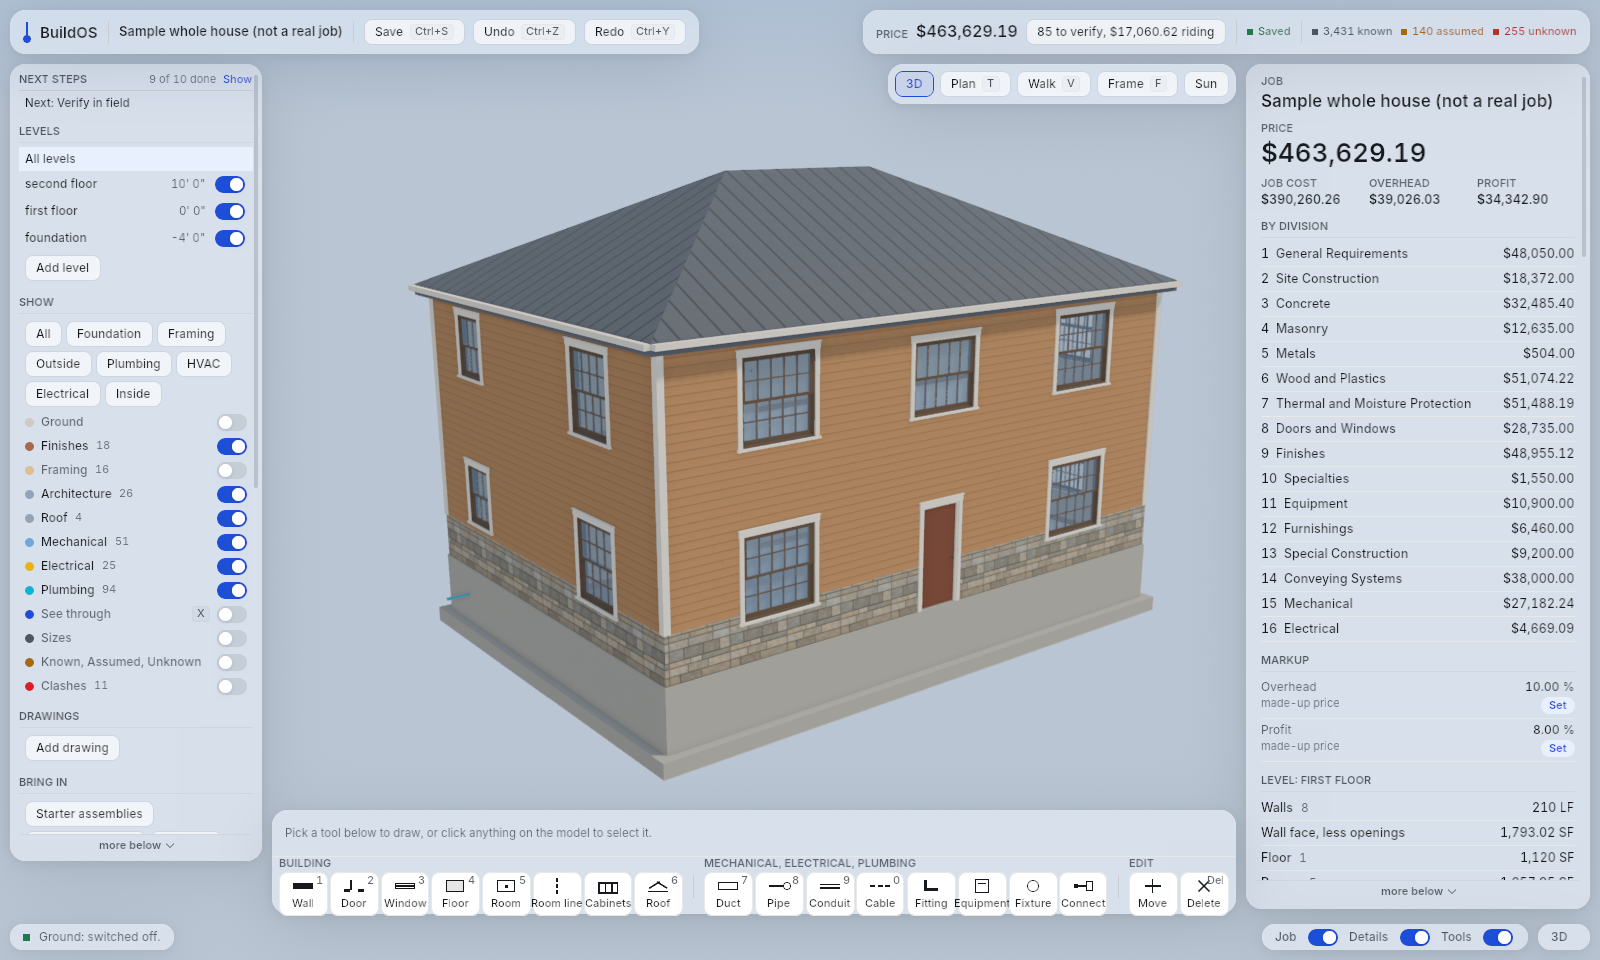 BuildOS
Sample whole house (not a real job)
Save Ctrl+S
Undo Ctrl+Z
Redo Ctrl+Y
PRICE $463,629.19
85 to verify, $17,060.62 riding
Saved
3,431 known
140 assumed
255 unknown
NEXT STEPS 9 of 10 done Show
Next: Verify in field
LEVELS
All levels
second floor 10' 0"
first floor 0' 0"
foundation -4' 0"
Add level
SHOW
All Foundation Framing
Outside Plumbing HVAC
Electrical Inside
Ground
Finishes 18
Framing 16
Architecture 26
Roof 4
Mechanical 51
Electrical 25
Plumbing 94
See through X
Sizes
Known, Assumed, Unknown
Clashes 11
DRAWINGS
Add drawing
BRING IN
Starter assemblies
more below
Ground: switched off.
3D
Plan T
Walk V
Frame F
Sun
Pick a tool below to draw, or click anything on the model to select it.
BUILDING
1 Wall
2 Door
3 Window
4 Floor
5 Room
Room line
Cabinets
6 Roof
MECHANICAL, ELECTRICAL, PLUMBING
7 Duct
8 Pipe
9 Conduit
0 Cable
Fitting
Equipment
Fixture
Connect
EDIT
Move
Del Delete
JOB
Sample whole house (not a real job)
PRICE
$463,629.19
JOB COST OVERHEAD PROFIT
$390,260.26 $39,026.03 $34,342.90
BY DIVISION
1 General Requirements $48,050.00
2 Site Construction $18,372.00
3 Concrete $32,485.40
4 Masonry $12,635.00
5 Metals $504.00
6 Wood and Plastics $51,074.22
7 Thermal and Moisture Protection $51,488.19
8 Doors and Windows $28,735.00
9 Finishes $48,955.12
10 Specialties $1,550.00
11 Equipment $10,900.00
12 Furnishings $6,460.00
13 Special Construction $9,200.00
14 Conveying Systems $38,000.00
15 Mechanical $27,182.24
16 Electrical $4,669.09
MARKUP
Overhead 10.00 %
made-up price Set
Profit 8.00 %
made-up price Set
LEVEL: FIRST FLOOR
Walls 8 210 LF
Wall face, less openings 1,793.02 SF
Floor 1 1,120 SF
more below
Job
Details
Tools
3D